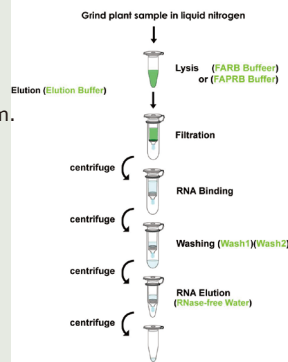 Grind plant sample in liquid nitrogen
Lysis (FARB Buffeer)
or (FAPRB Buffer)
Elution (Elution Buffer)
n.
Filtration
centrifuge
RNA Binding
centrifuge
Washing (Wash1)(Wash2)
centrifuge
RNA Elution
(RNase-free Water)
centrifuge